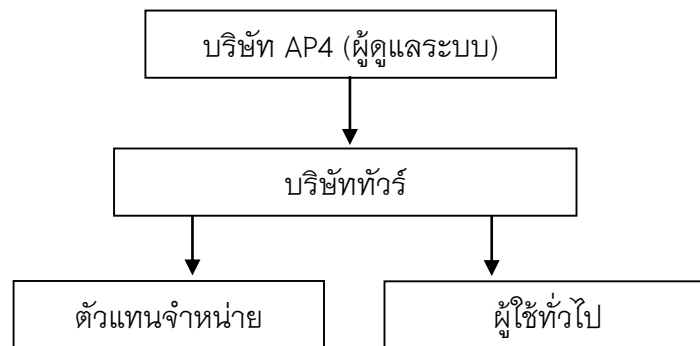 บริษัท AP4 (ผู้ดูแลระบบ)
บริษัททัวร์
ตัวแทนจำหน่าย
ผู้ใช้ทั่วไป